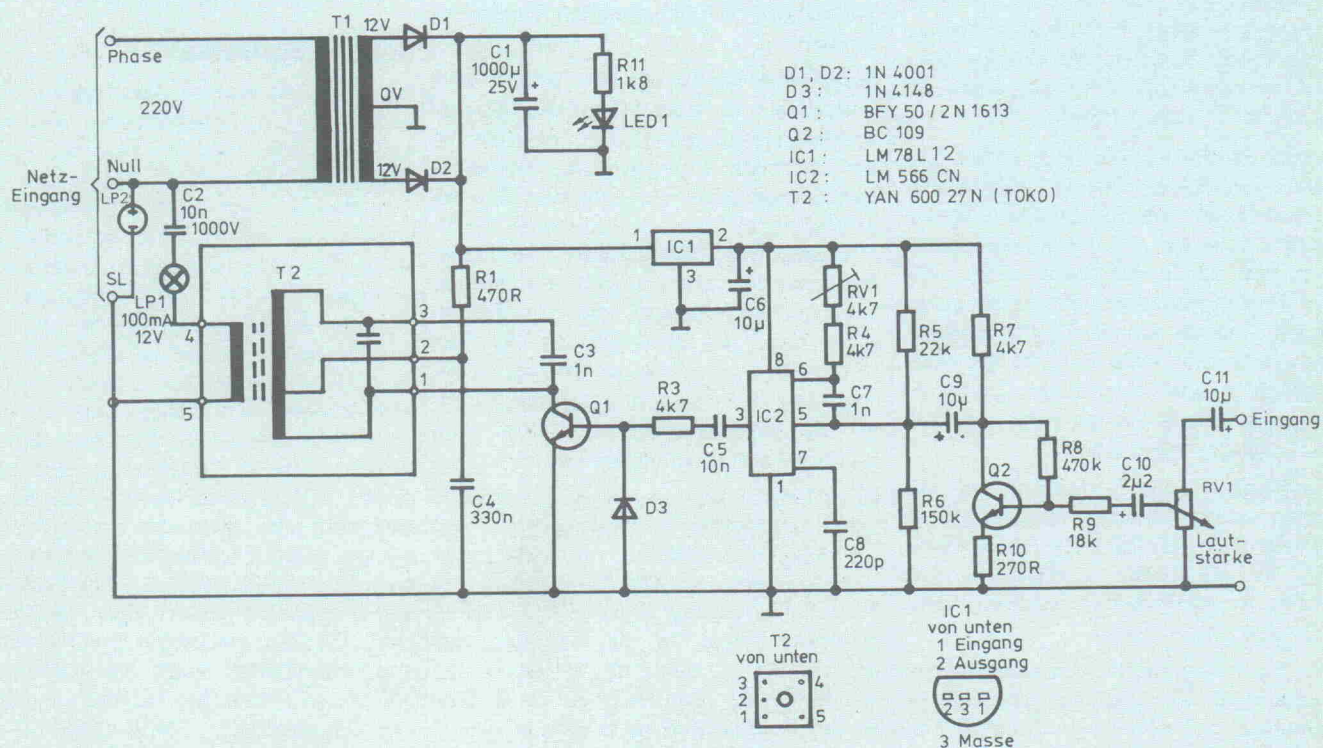 T1
12V
D1
Phase
C1
1000µ
25V
+
R11
1k8
220V
0V
LED1
D1, D2: 1N 4001
D3: 1N 4148
Q1: BFY 50 / 2N 1613
Q2: BC 109
IC1: LM 78L 12
IC2: LM 566 CN
T2: YAN 600 27N (TOKO)
Netz-
Eingang
Null
12V
D2
LP2
C2
10n
1000V
SL
LP1
100mA
12V
T2
4
5
3
2
1
R1
470R
C3
1n
C4
330n
Q1
D3
R3
4k7
C5
10n
1
IC1
2
3
+
C6
10µ
RV1
4k7
R4
4k7
R5
22k
R7
4k7
8
6
C7
1n
3
IC2
5
7
1
C8
220p
R6
150k
C9
10µ
+
R8
470k
Q2
R9
18k
R10
270R
C10
2µ2
+
C11
10µ
+
Eingang
RV1
Laut-
stärke
T2
von unten
3
2
1
4
5
IC1
von unten
1 Eingang
2 Ausgang
2 3 1
3 Masse